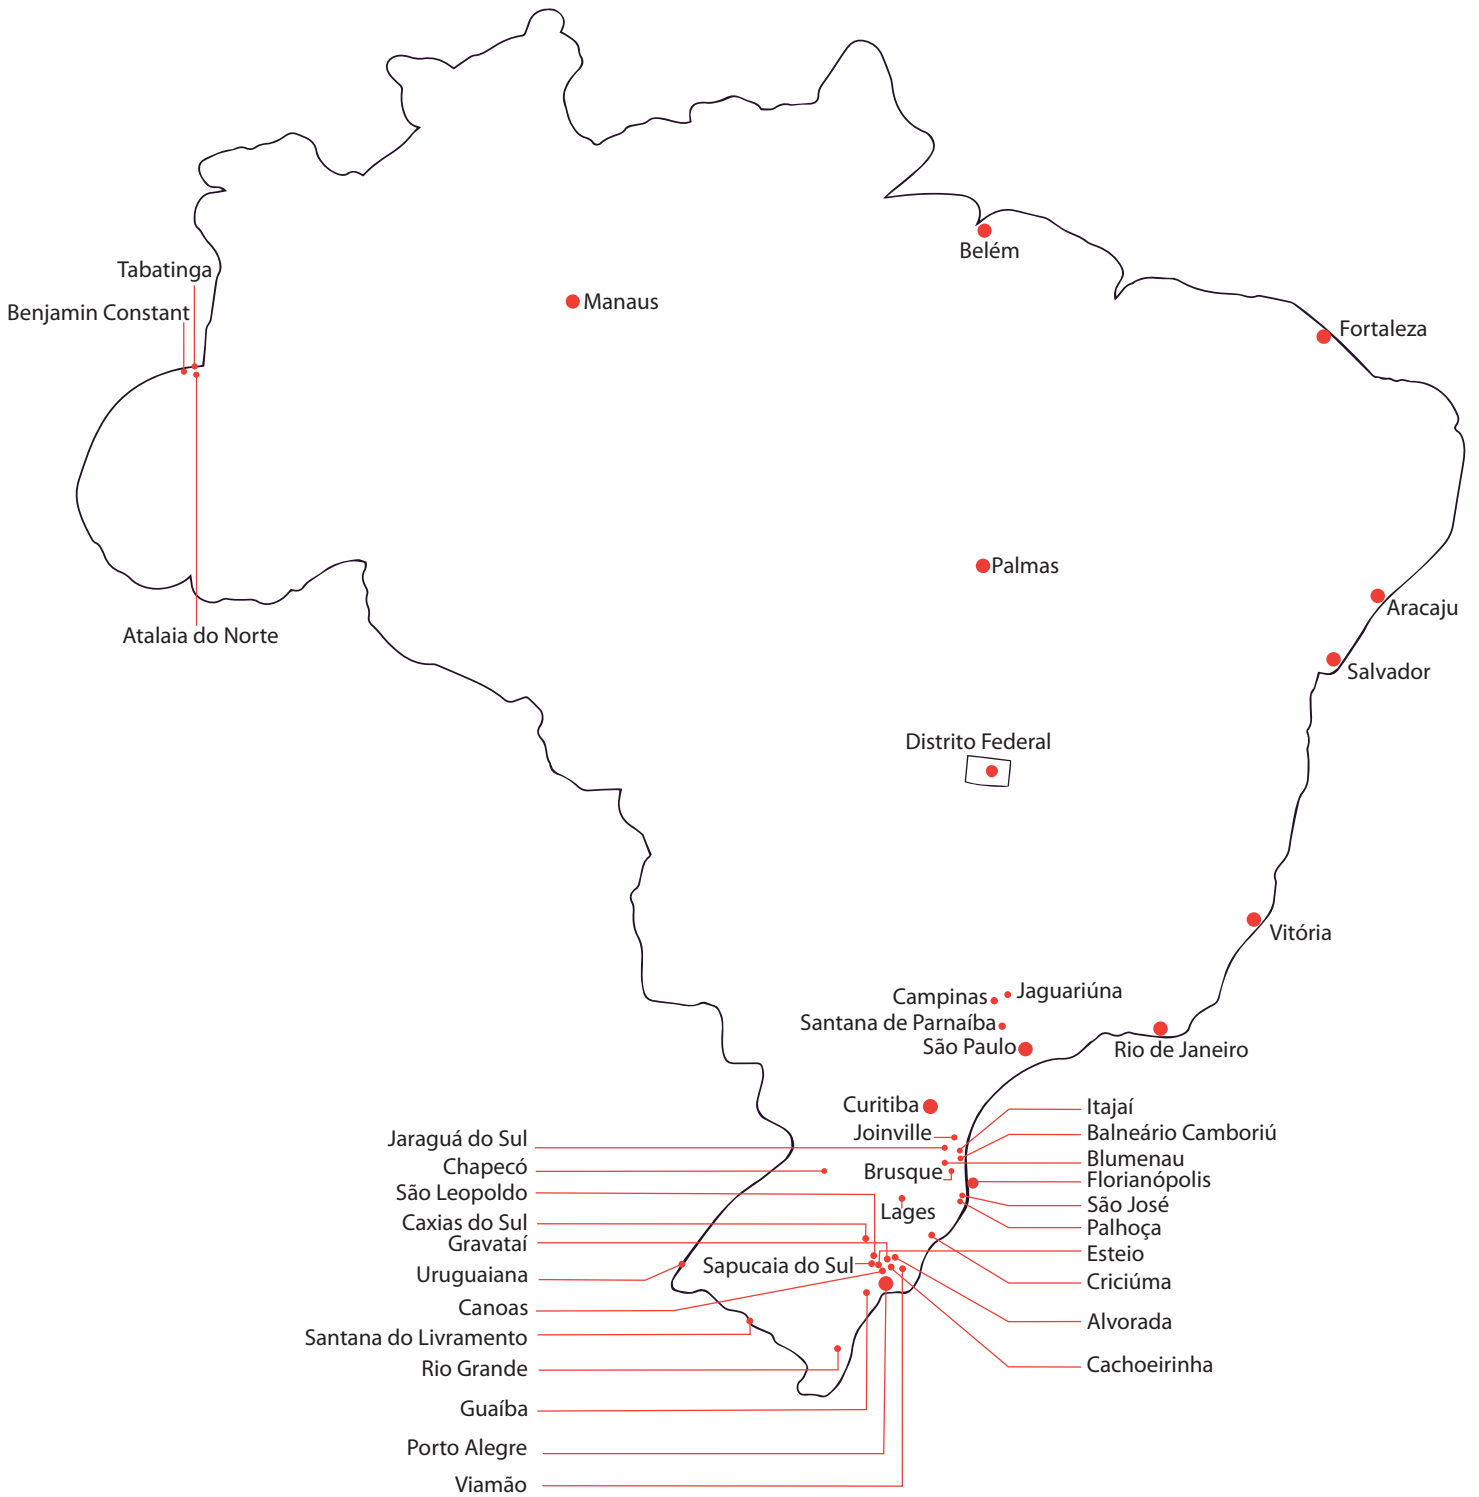 Belém
Tabatinga
Manaus
Benjamin Constant
Fortaleza
Palmas
Aracaju
Atalaia do Norte
Salvador
Distrito Federal
Vitória
Jaguariúna
Campinas
Santana de Parnaíba
São Paulo
Rio de Janeiro
Curitiba
Itajaí
Joinville
Balneário Camboriú
Jaraguá do Sul
Blumenau
Chapecó
Brusque
Florianópolis
São Leopoldo
São José
Lages
Caxias do Sul
Palhoça
Gravataí
Esteio
Sapucaia do Sul
Uruguaiana
Criciúma
Canoas
Alvorada
Santana do Livramento
Cachoeirinha
Rio Grande
Guaíba
Porto Alegre
Viamão